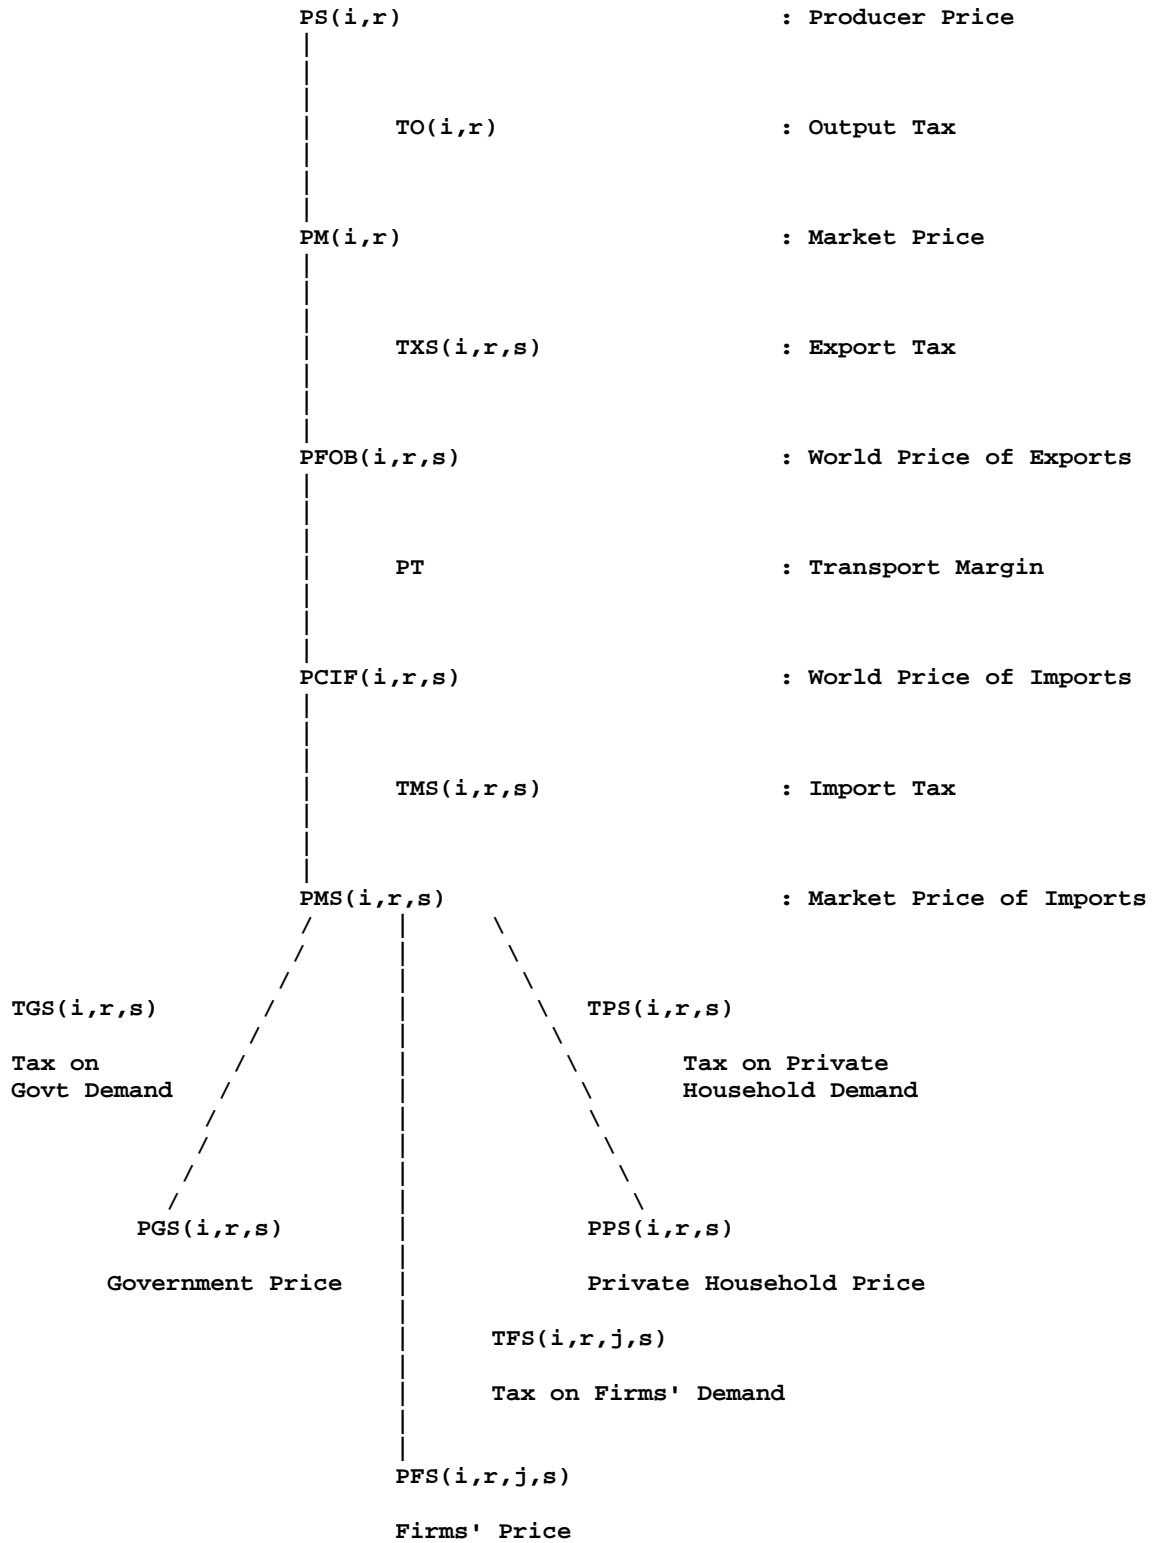 PS(i,r) : Producer Price
TO(i,r) : Output Tax
PM(i,r) : Market Price
TXS(i,r,s) : Export Tax
PFOB(i,r,s) : World Price of Exports
PT : Transport Margin
PCIF(i,r,s) : World Price of Imports
TMS(i,r,s) : Import Tax
PMS(i,r,s) : Market Price of Imports
TGS(i,r,s) TPS(i,r,s)
Tax on Tax on Private
Govt Demand Household Demand
PGS(i,r,s) PPS(i,r,s)
Government Price Private Household Price
TFS(i,r,j,s)
Tax on Firms' Demand
PFS(i,r,j,s)
Firms' Price